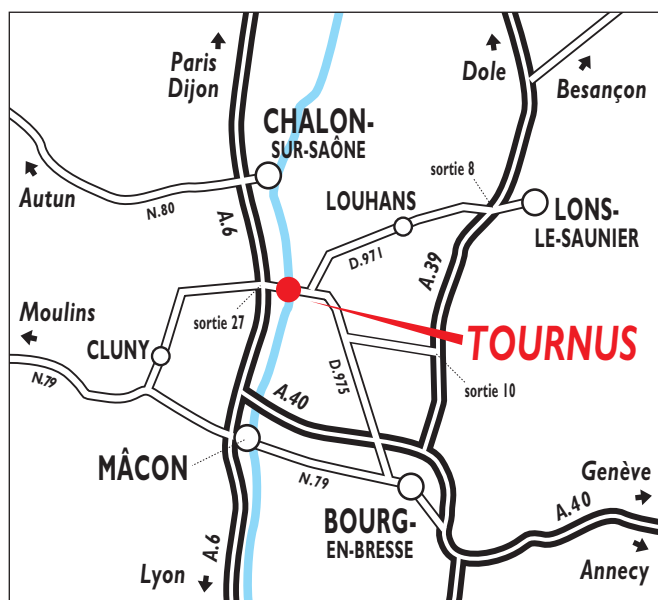 Paris
Dijon
Dole
Besançon
CHALON-
SUR-SAÔNE
sortie 8
Autun
N.80
A.6
LOUHANS
LONS-
LE-SAUNIER
D.971
A.39
Moulins
sortie 27
TOURNUS
CLUNY
N.79
D.975
sortie 10
A.40
MÂCON
N.79
Genève
A.40
BOURG-
EN-BRESSE
A.6
Lyon
Annecy